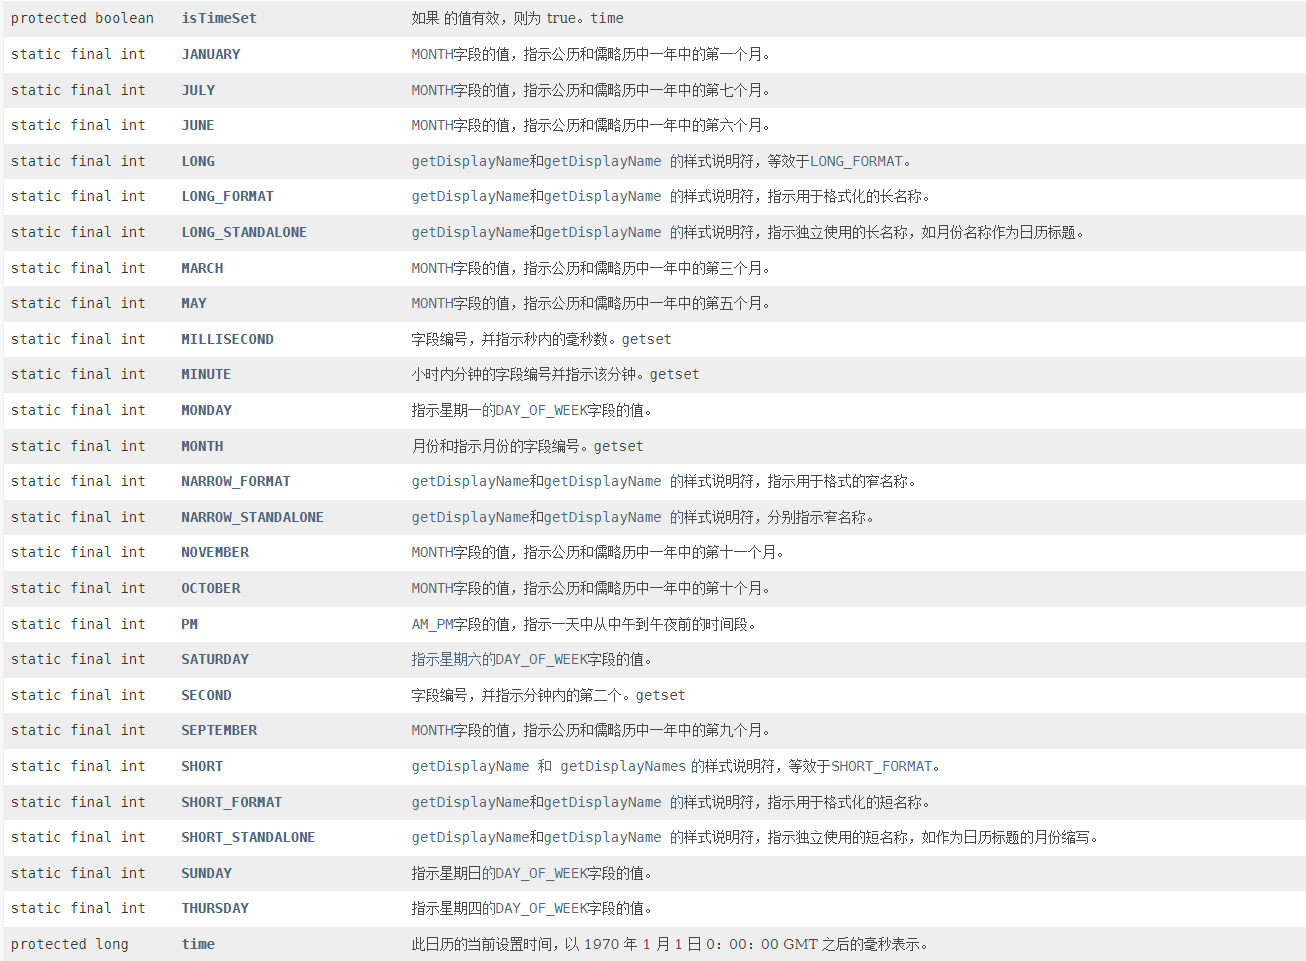 protected boolean isTimeSet 如果 的值有效，则为 true。time
static final int JANUARY MONTH字段的值，指示公历和儒略历中一年中的第一个月。
static final int JULY MONTH字段的值，指示公历和儒略历中一年中的第七个月。
static final int JUNE MONTH字段的值，指示公历和儒略历中一年中的第六个月。
static final int LONG getDisplayName和getDisplayName 的样式说明符，等效于LONG_FORMAT。
static final int LONG_FORMAT getDisplayName和getDisplayName 的样式说明符，指示用于格式化的长名称。
static final int LONG_STANDALONE getDisplayName和getDisplayName 的样式说明符，指示独立使用的长名称，如月份名称作为日历标题。
static final int MARCH MONTH字段的值，指示公历和儒略历中一年中的第三个月。
static final int MAY MONTH字段的值，指示公历和儒略历中一年中的第五个月。
static final int MILLISECOND 字段编号，并指示秒内的毫秒数。getset
static final int MINUTE 小时内分钟的字段编号并指示该分钟。getset
static final int MONDAY 指示星期一的DAY_OF_WEEK字段的值。
static final int MONTH 月份和指示月份的字段编号。getset
static final int NARROW_FORMAT getDisplayName和getDisplayName 的样式说明符，指示用于格式的窄名称。
static final int NARROW_STANDALONE getDisplayName和getDisplayName 的样式说明符，分别指示窄名称。
static final int NOVEMBER MONTH字段的值，指示公历和儒略历中一年中的第十一个月。
static final int OCTOBER MONTH字段的值，指示公历和儒略历中一年中的第十个月。
static final int PM AM_PM字段的值，指示一天中从中午到午夜前的时间段。
static final int SATURDAY 指示星期六的DAY_OF_WEEK字段的值。
static final int SECOND 字段编号，并指示分钟内的第二个。getset
static final int SEPTEMBER MONTH字段的值，指示公历和儒略历中一年中的第九个月。
static final int SHORT getDisplayName 和 getDisplayNames 的样式说明符，等效于SHORT_FORMAT。
static final int SHORT_FORMAT getDisplayName和getDisplayName 的样式说明符，指示用于格式化的短名称。
static final int SHORT_STANDALONE getDisplayName和getDisplayName 的样式说明符，指示独立使用的短名称，如作为日历标题的月份缩写。
static final int SUNDAY 指示星期日的DAY_OF_WEEK字段的值。
static final int THURSDAY 指示星期四的DAY_OF_WEEK字段的值。
protected long time 此日历的当前设置时间，以 1970 年 1 月 1 日 0：00：00 GMT 之后的毫秒表示。